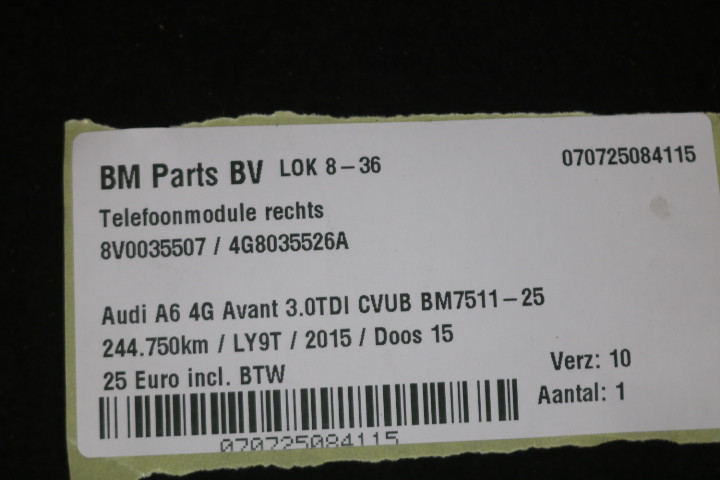 BM Parts BV LOK 8-36 070725084115
Telefoonmodule rechts
8V0035507 / 4G8035526A
Audi A6 4G Avant 3.0TDI CVUB BM7511-25
244.750km / LY9T / 2015 / Doos 15
25 Euro incl. BTW
Verz: 10
Aantal: 1
070725084115